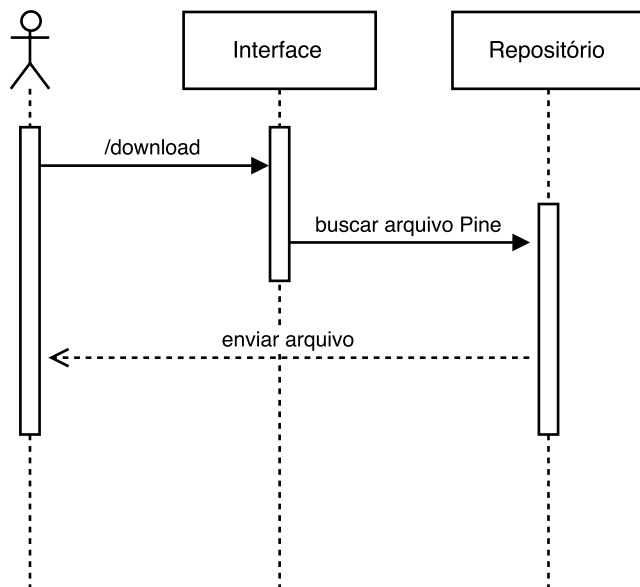 Interface
Repositório
/download
buscar arquivo Pine
enviar arquivo